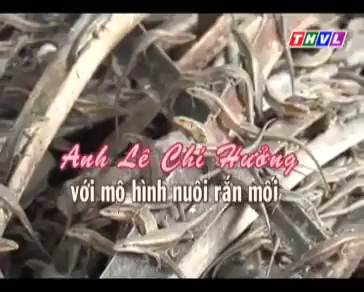 THVL
Anh Lê Chí Hưởng
với mô hình nuôi rắn mối